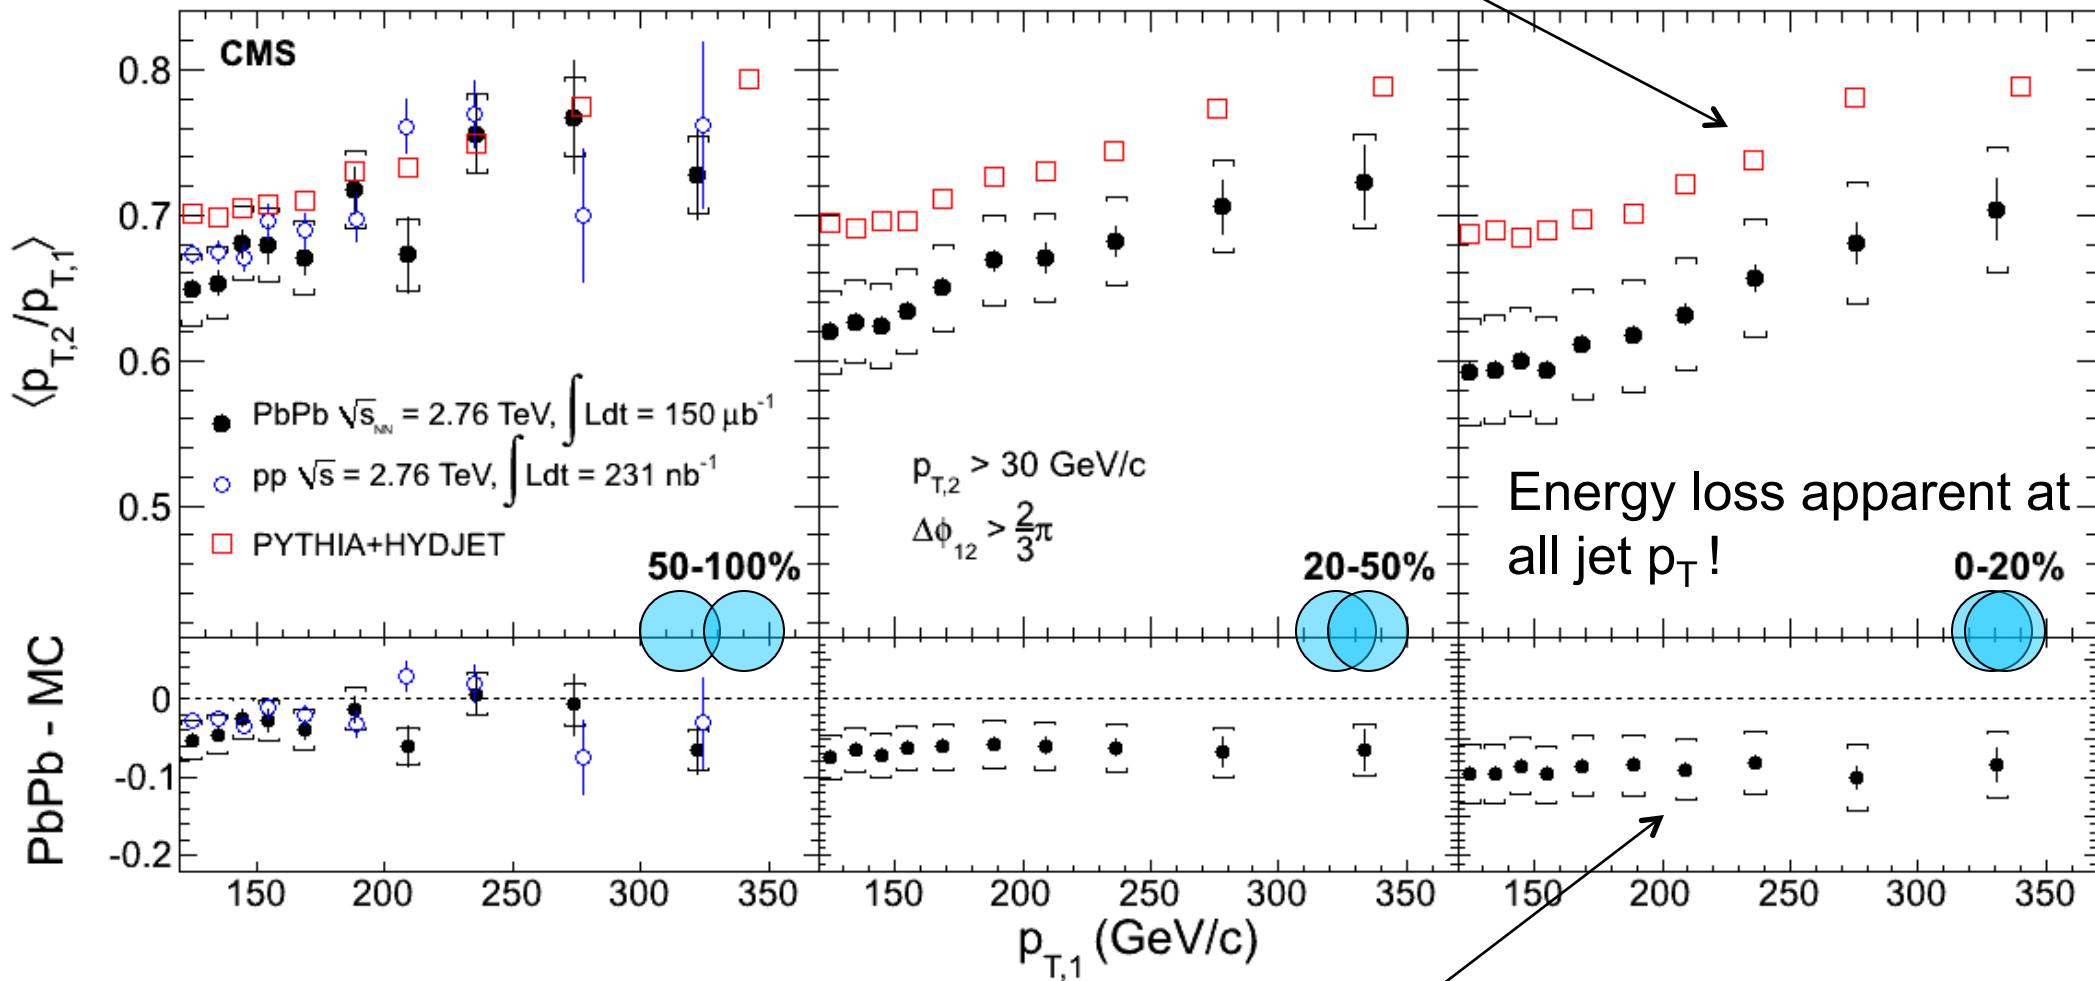 CMS
0.8
0.7
0.6
0.5
⟨p_T,2/p_T,1⟩
PbPb √s_NN = 2.76 TeV, ∫Ldt = 150 μb⁻¹
pp √s = 2.76 TeV, ∫Ldt = 231 nb⁻¹
PYTHIA+HYDJET
50-100%
p_T,2 > 30 GeV/c
Δϕ_12 > 2/3π
20-50%
Energy loss apparent at
all jet p_T !
0-20%
PbPb - MC
0
-0.1
-0.2
150 200 250 300 350 150 200 250 300 350 150 200 250 300 350
p_T,1 (GeV/c)